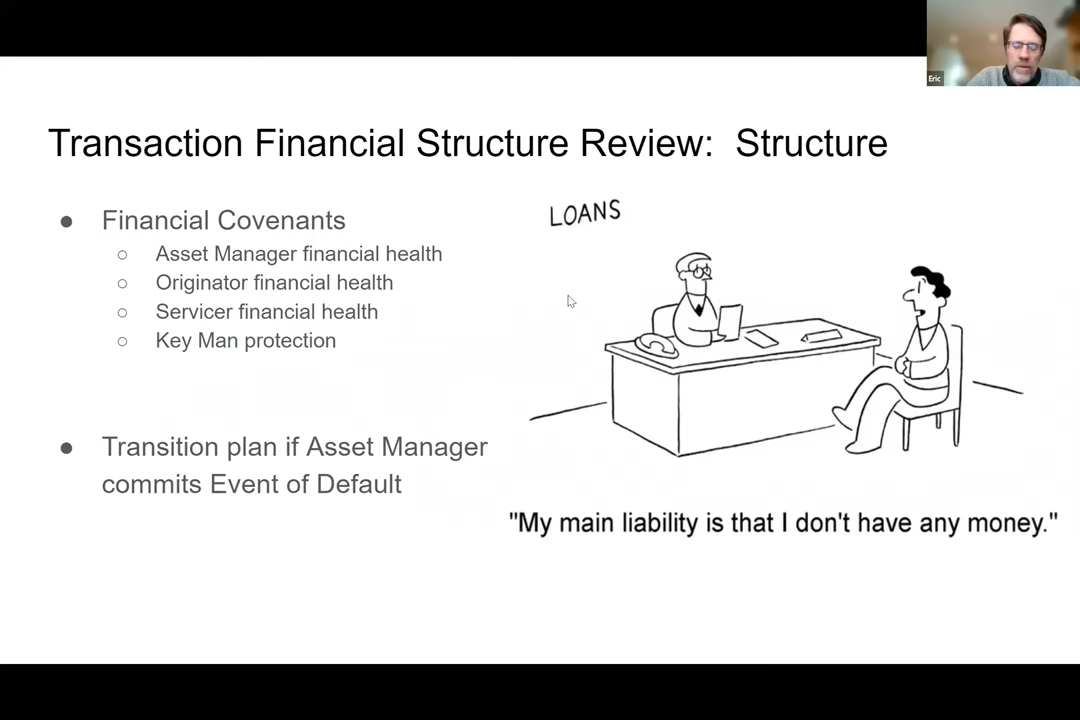 Eric
Transaction Financial Structure Review: Structure
● Financial Covenants
○ Asset Manager financial health
○ Originator financial health
○ Servicer financial health
○ Key Man protection
● Transition plan if Asset Manager
commits Event of Default
LOANS
"My main liability is that I don't have any money."